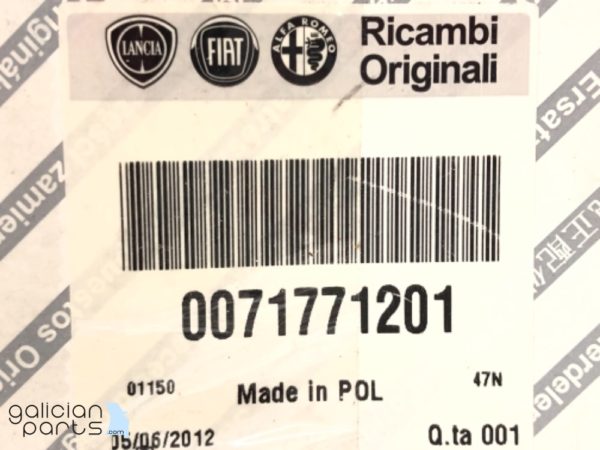 LANCIA FIAT ALFA ROMEO Ricambi
Originali
0071771201
01150 Made in POL 47N
05/06/2012 Q.ta 001
galician
parts.com